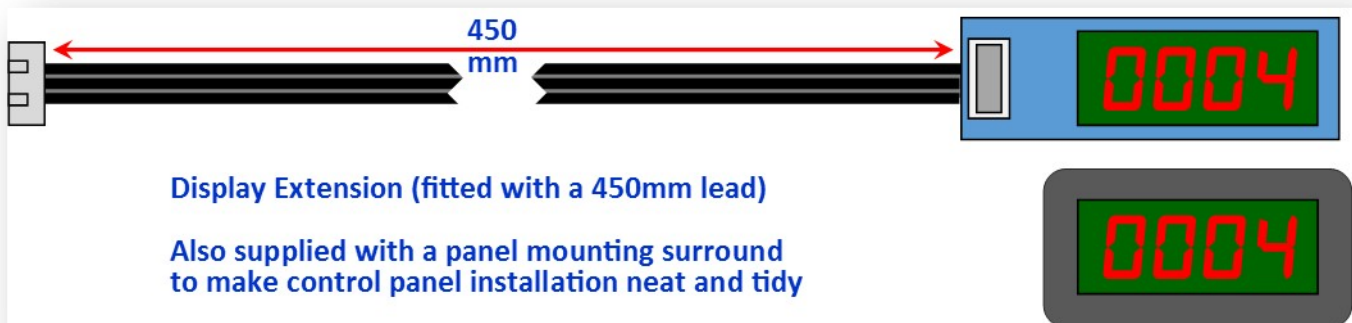 450
mm
0004
Display Extension (fitted with a 450mm lead)
Also supplied with a panel mounting surround
to make control panel installation neat and tidy
0004